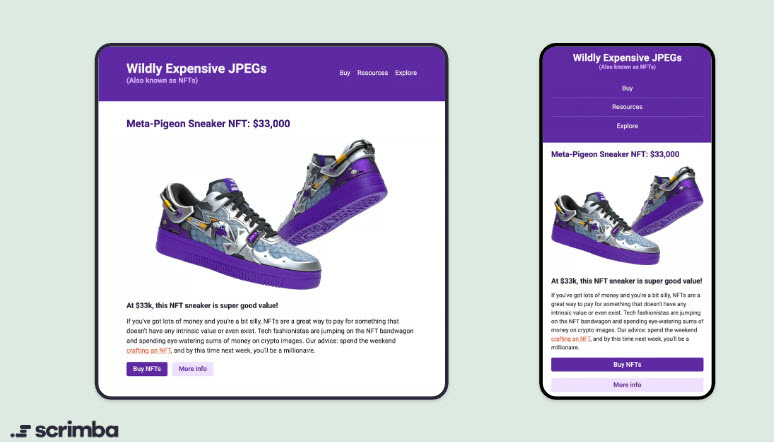 Wildly Expensive JPEGs
(Also known as NFTs)
Buy Resources Explore
Meta-Pigeon Sneaker NFT: $33,000
At $33k, this NFT sneaker is super good value!
If you've got lots of money and you're a bit silly, NFTs are a great way to pay for something that
doesn't have any intrinsic value or even exist. Tech fashionistas are jumping on the NFT bandwagon
and spending eye-watering sums of money on crypto images. Our advice: spend the weekend
crafting an NFT, and by this time next week, you'll be a millionaire.
Buy NFTs More info
Wildly Expensive JPEGs
(Also known as NFTs)
Buy
Resources
Explore
Meta-Pigeon Sneaker NFT: $33,000
At $33k, this NFT sneaker is super good value!
If you've got lots of money and you're a bit silly, NFTs are a
great way to pay for something that doesn't have any
intrinsic value or even exist. Tech fashionistas are jumping
on the NFT bandwagon and spending eye-watering sums of
money on crypto images. Our advice: spend the weekend
crafting an NFT, and by this time next week, you'll be a
millionaire.
Buy NFTs
More info
scrimba